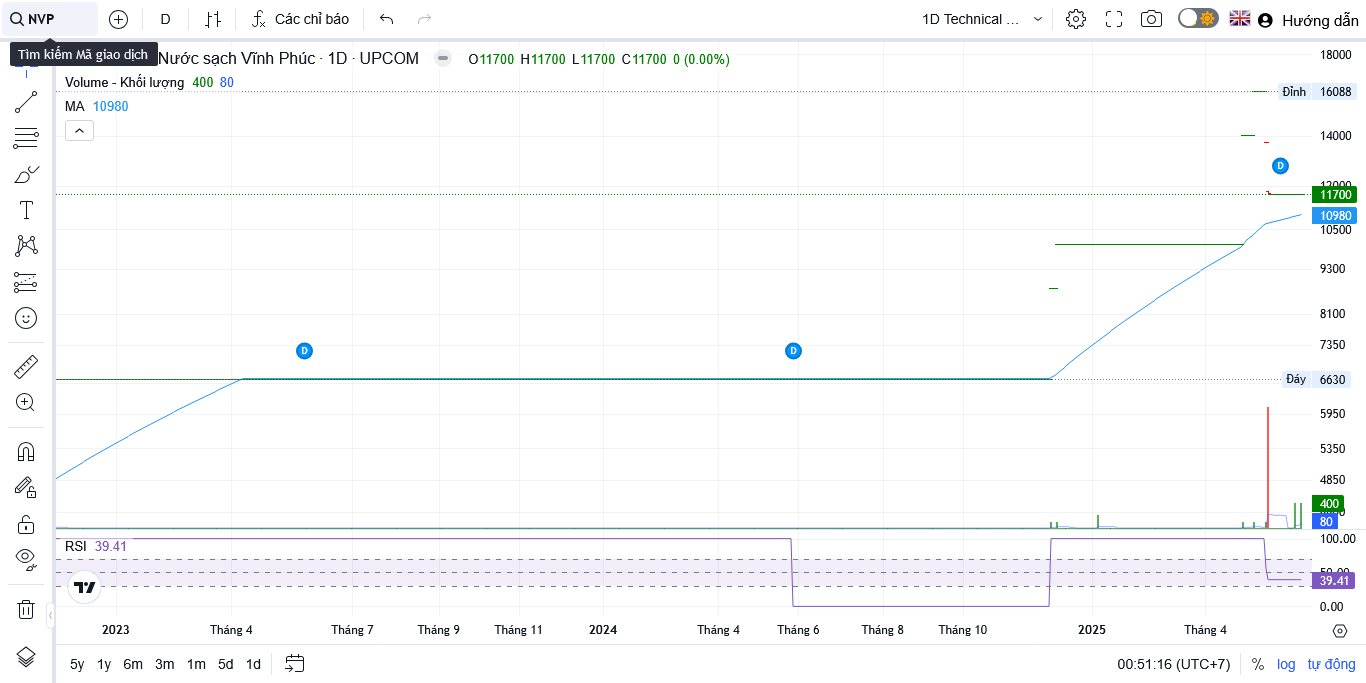 NVP
D
Các chỉ báo
1D Technical ...
Hướng dẫn
Tìm kiếm Mã giao dịch
Nước sạch Vĩnh Phúc · 1D · UPCOM
O11700 H11700 L11700 C11700 0 (0.00%)
Volume - Khối lượng 400 80
MA 10980
18000
Đỉnh 16088
14000
D
12000
11700
10980
10500
9300
8100
7350
D
D
Đáy 6630
5950
5350
4850
400
80
RSI 39.41
100.00
50.00
39.41
0.00
2023 Tháng 4 Tháng 7 Tháng 9 Tháng 11 2024 Tháng 4 Tháng 6 Tháng 8 Tháng 10 2025 Tháng 4
5y 1y 6m 3m 1m 5d 1d
00:51:16 (UTC+7) % log tự động